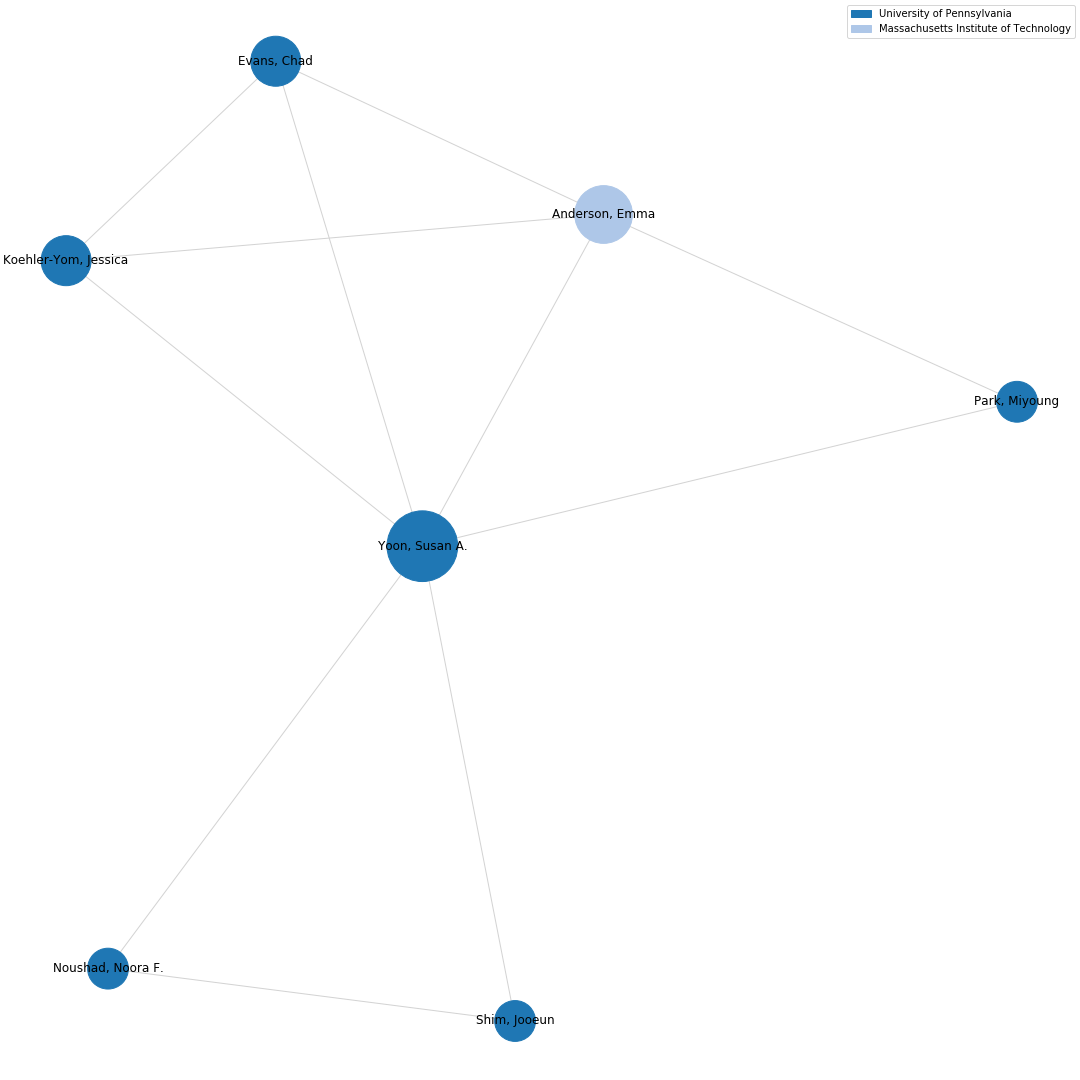 University of Pennsylvania
Massachusetts Institute of Technology
Evans, Chad
Anderson, Emma
Koehler-Yom, Jessica
Park, Miyoung
Yoon, Susan A.
Noushad, Noora F.
Shim, Jooeun